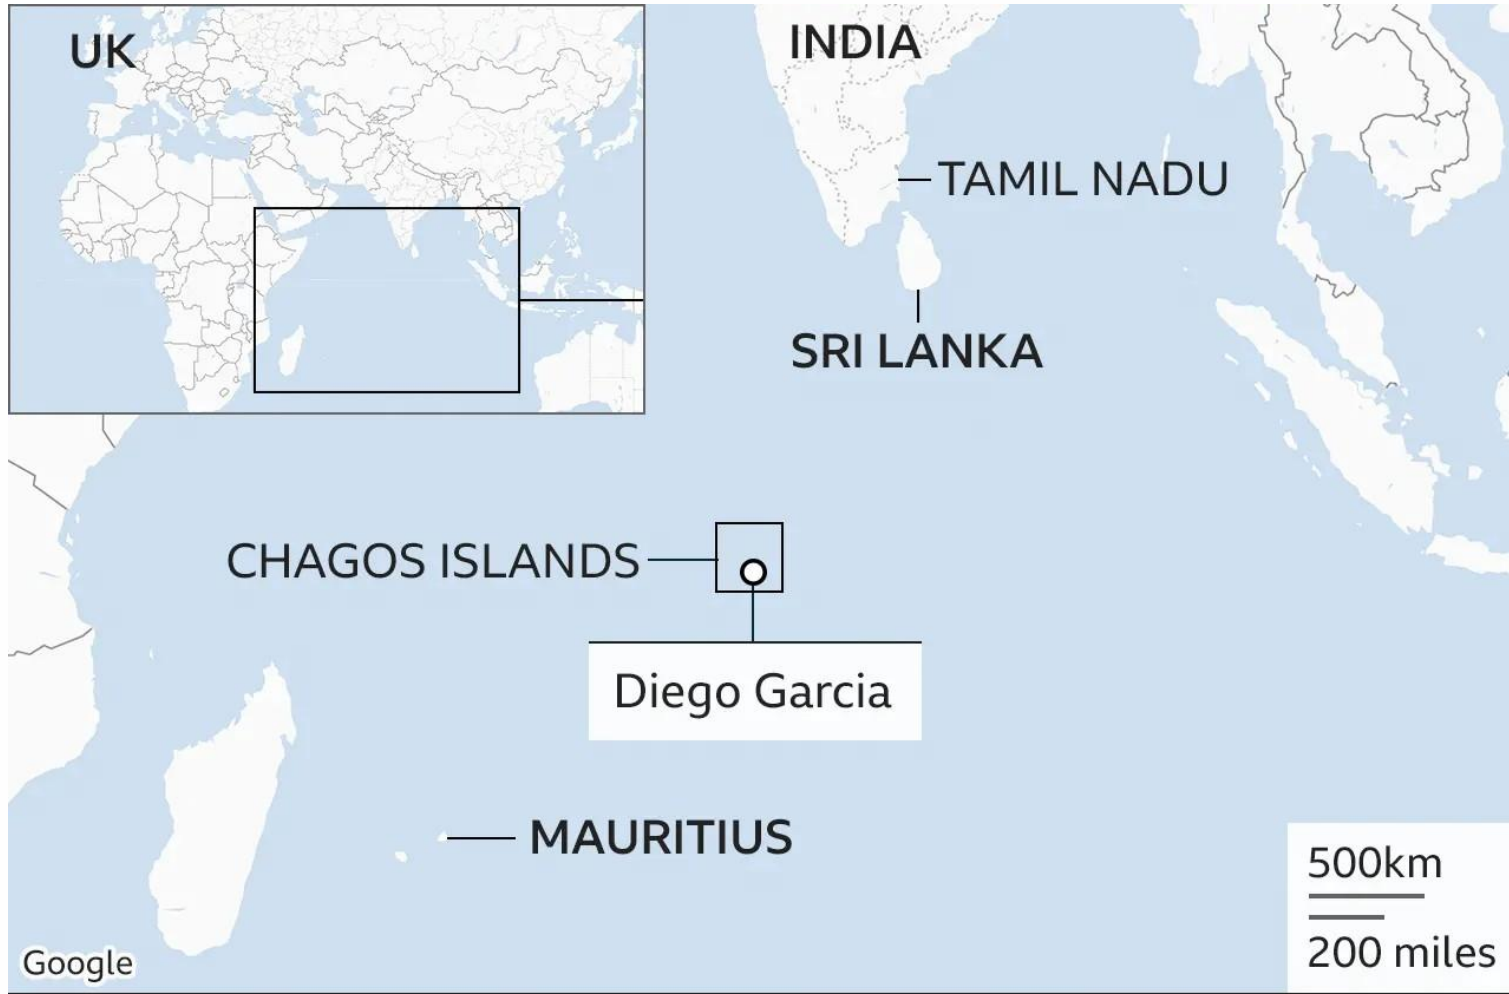 UK
INDIA
TAMIL NADU
SRI LANKA
CHAGOS ISLANDS
Diego Garcia
MAURITIUS
500km
200 miles
Google